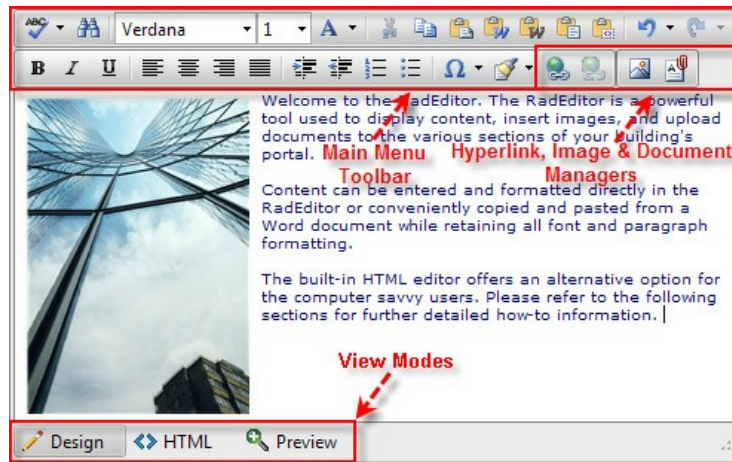 ABC
Verdana
1
A
W
W
B I U
Ω
A
Welcome to the RadEditor. The RadEditor is a powerful
tool used to display content, insert images, and upload
documents to the various sections of your building's
portal.
Main Menu
Toolbar
Hyperlink, Image & Document
Managers
Content can be entered and formatted directly in the
RadEditor or conveniently copied and pasted from a
Word document while retaining all font and paragraph
formatting.
The built-in HTML editor offers an alternative option for
the computer savvy users. Please refer to the following
sections for further detailed how-to information.
View Modes
Design HTML Preview